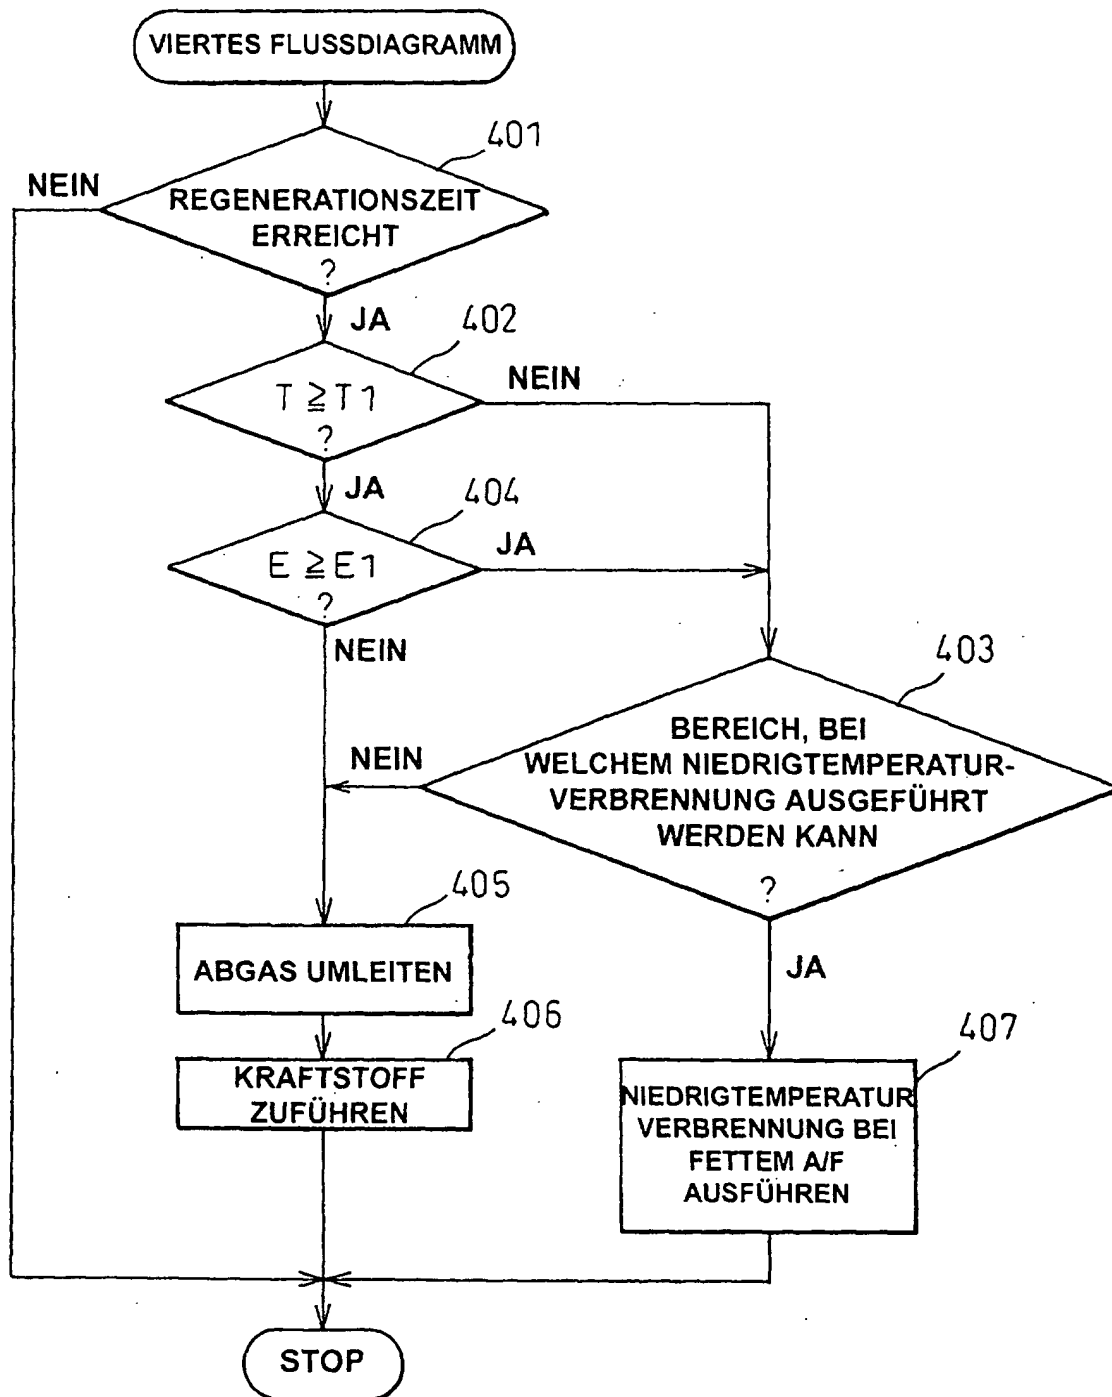 VIERTES FLUSSDIAGRAMM
401
NEIN
REGENERATIONSZEIT
ERREICHT
?
JA
402
T ≧ T1
?
NEIN
JA
404
E ≧ E1
?
JA
NEIN
403
BEREICH, BEI
WELCHEM NIEDRIGTEMPERATUR-
VERBRENNUNG AUSGEFÜHRT
WERDEN KANN
?
NEIN
JA
405
ABGAS UMLEITEN
406
KRAFTSTOFF
ZUFÜHREN
407
NIEDRIGTEMPERATUR
VERBRENNUNG BEI
FETTEM A/F
AUSFÜHREN
STOP